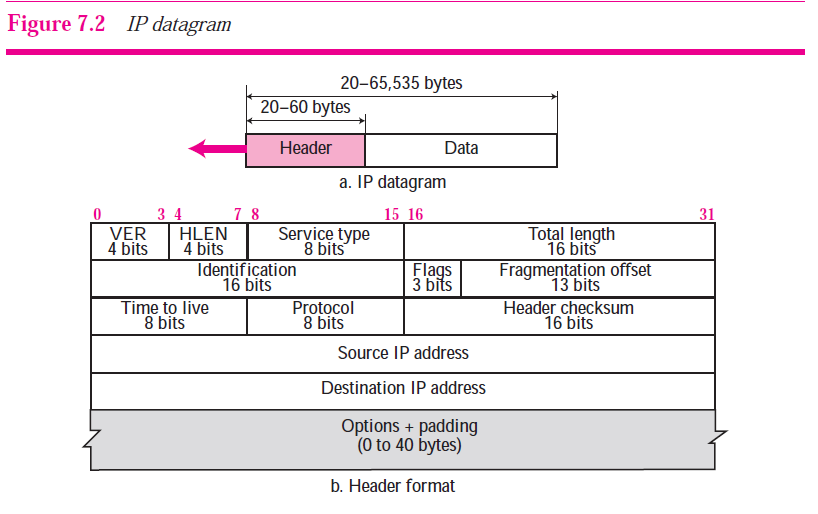 Figure 7.2 IP datagram
20–65,535 bytes
20–60 bytes
Header Data
a. IP datagram
0 3 4 7 8 15 16 31
VER HLEN Service type Total length
4 bits 4 bits 8 bits 16 bits
Identification Flags Fragmentation offset
16 bits 3 bits 13 bits
Time to live Protocol Header checksum
8 bits 8 bits 16 bits
Source IP address
Destination IP address
Options + padding
(0 to 40 bytes)
b. Header format